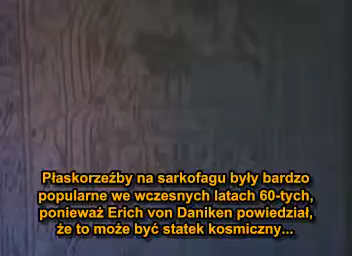 Płaskorzeźby na sarkofagu były bardzo
popularne we wczesnych latach 60-tych,
ponieważ Erich von Daniken powiedział,
że to może być statek kosmiczny...